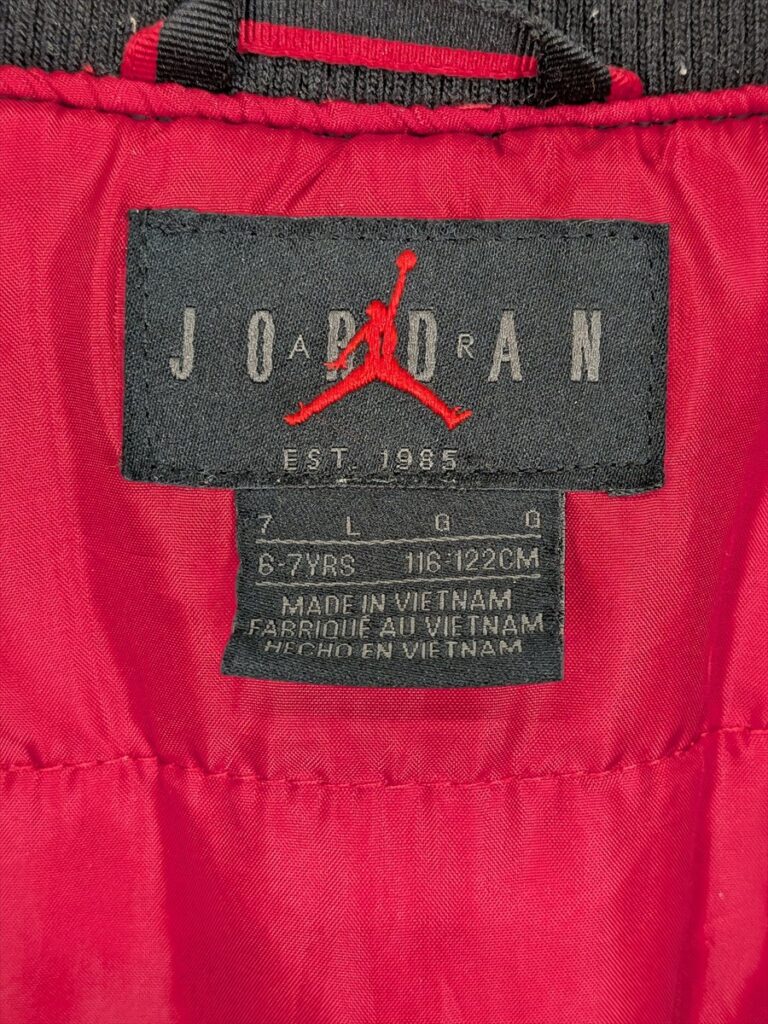 JORDAN
AIR
EST. 1985
7 L G G
6-7YRS 116-122CM
MADE IN VIETNAM
FABRIQUÉ AU VIETNAM
HECHO EN VIETNAM